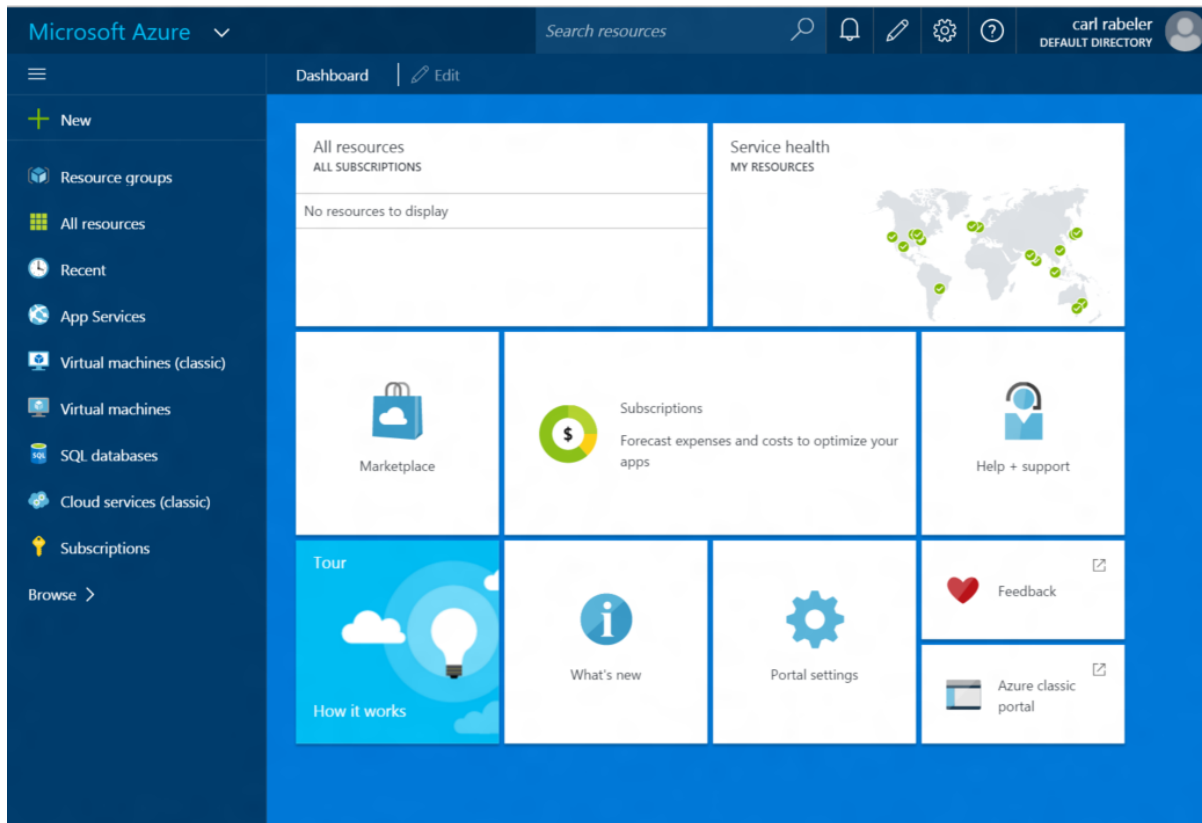 Microsoft Azure
Search resources
carl rabeler
DEFAULT DIRECTORY
Dashboard
Edit
New
Resource groups
All resources
Recent
App Services
Virtual machines (classic)
Virtual machines
SQL databases
SQL
Cloud services (classic)
Subscriptions
Browse
All resources
ALL SUBSCRIPTIONS
No resources to display
Service health
MY RESOURCES
Marketplace
$
Subscriptions
Forecast expenses and costs to optimize your
apps
Help + support
Tour
How it works
What's new
Portal settings
Feedback
Azure classic
portal